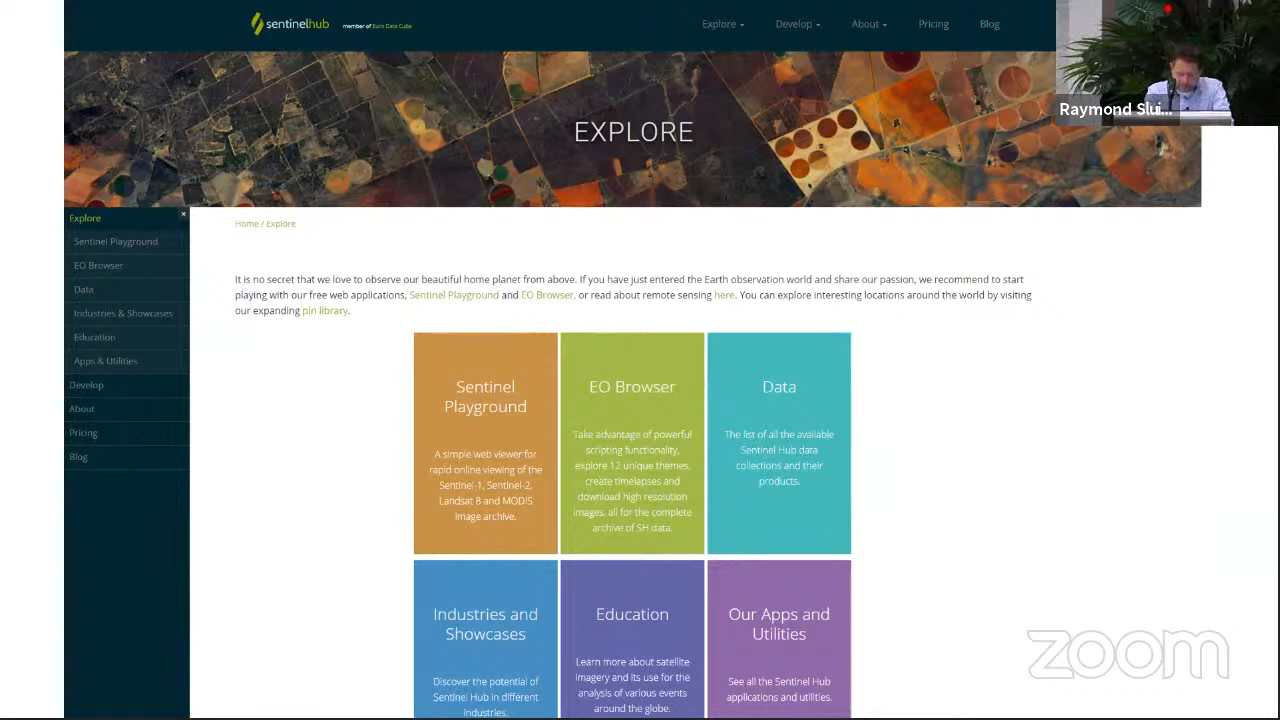 sentinelhub member of Euro Data Cube Explore Develop About Pricing Blog
Raymond Slui...
EXPLORE
Explore
Sentinel Playground
EO Browser
Data
Industries & Showcases
Education
Apps & Utilities
Develop
About
Pricing
Blog
Home / Explore
It is no secret that we love to observe our beautiful home planet from above. If you have just entered the Earth observation world and share our passion, we recommend to start
playing with our free web applications, Sentinel Playground and EO Browser, or read about remote sensing here. You can explore interesting locations around the world by visiting
our expanding pin library.
Sentinel
Playground
A simple web viewer for
rapid online viewing of the
Sentinel-1, Sentinel-2,
Landsat 8 and MODIS
image archive.
EO Browser
Take advantage of powerful
scripting functionality,
explore 12 unique themes,
create timelapses and
download high resolution
images, all for the complete
archive of SH data.
Data
The list of all the available
Sentinel Hub data
collections and their
products.
Industries and
Showcases
Discover the potential of
Sentinel Hub in different
industries.
Education
Learn more about satellite
imagery and its use for the
analysis of various events
around the globe.
Our Apps and
Utilities
See all the Sentinel Hub
applications and utilities.
zoom